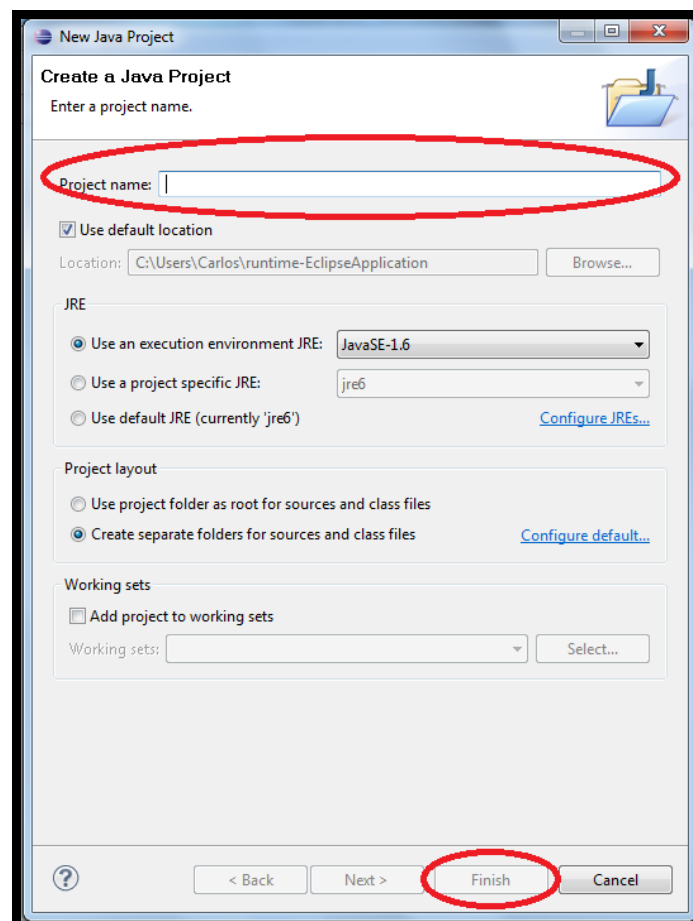 New Java Project
Create a Java Project
Enter a project name.
Project name:
Use default location
Location: C:\Users\Carlos\runtime-EclipseApplication Browse...
JRE
Use an execution environment JRE: JavaSE-1.6
Use a project specific JRE: jre6
Use default JRE (currently 'jre6') Configure JREs...
Project layout
Use project folder as root for sources and class files
Create separate folders for sources and class files Configure default...
Working sets
Add project to working sets
Working sets: Select...
? < Back Next > Finish Cancel